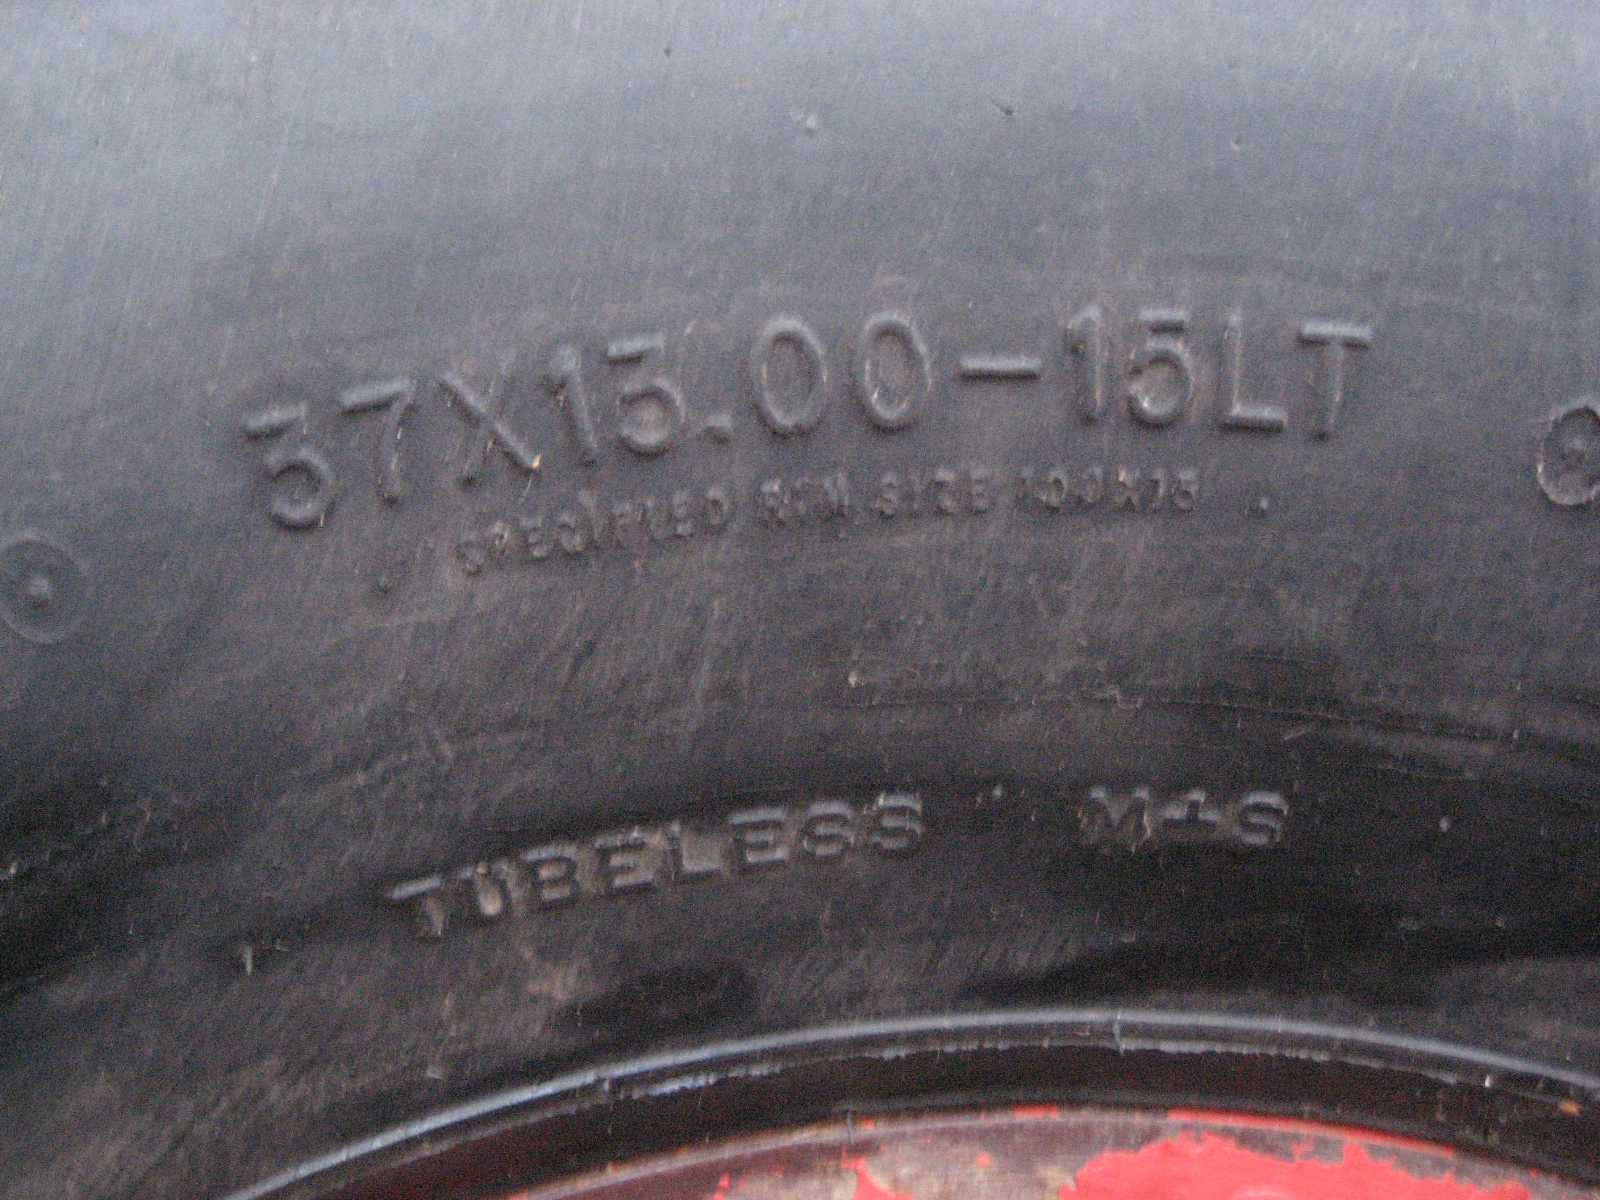 37X15.00-15LT
SPECIFIED RIM SIZE 10.0X15
TUBELESS M+S